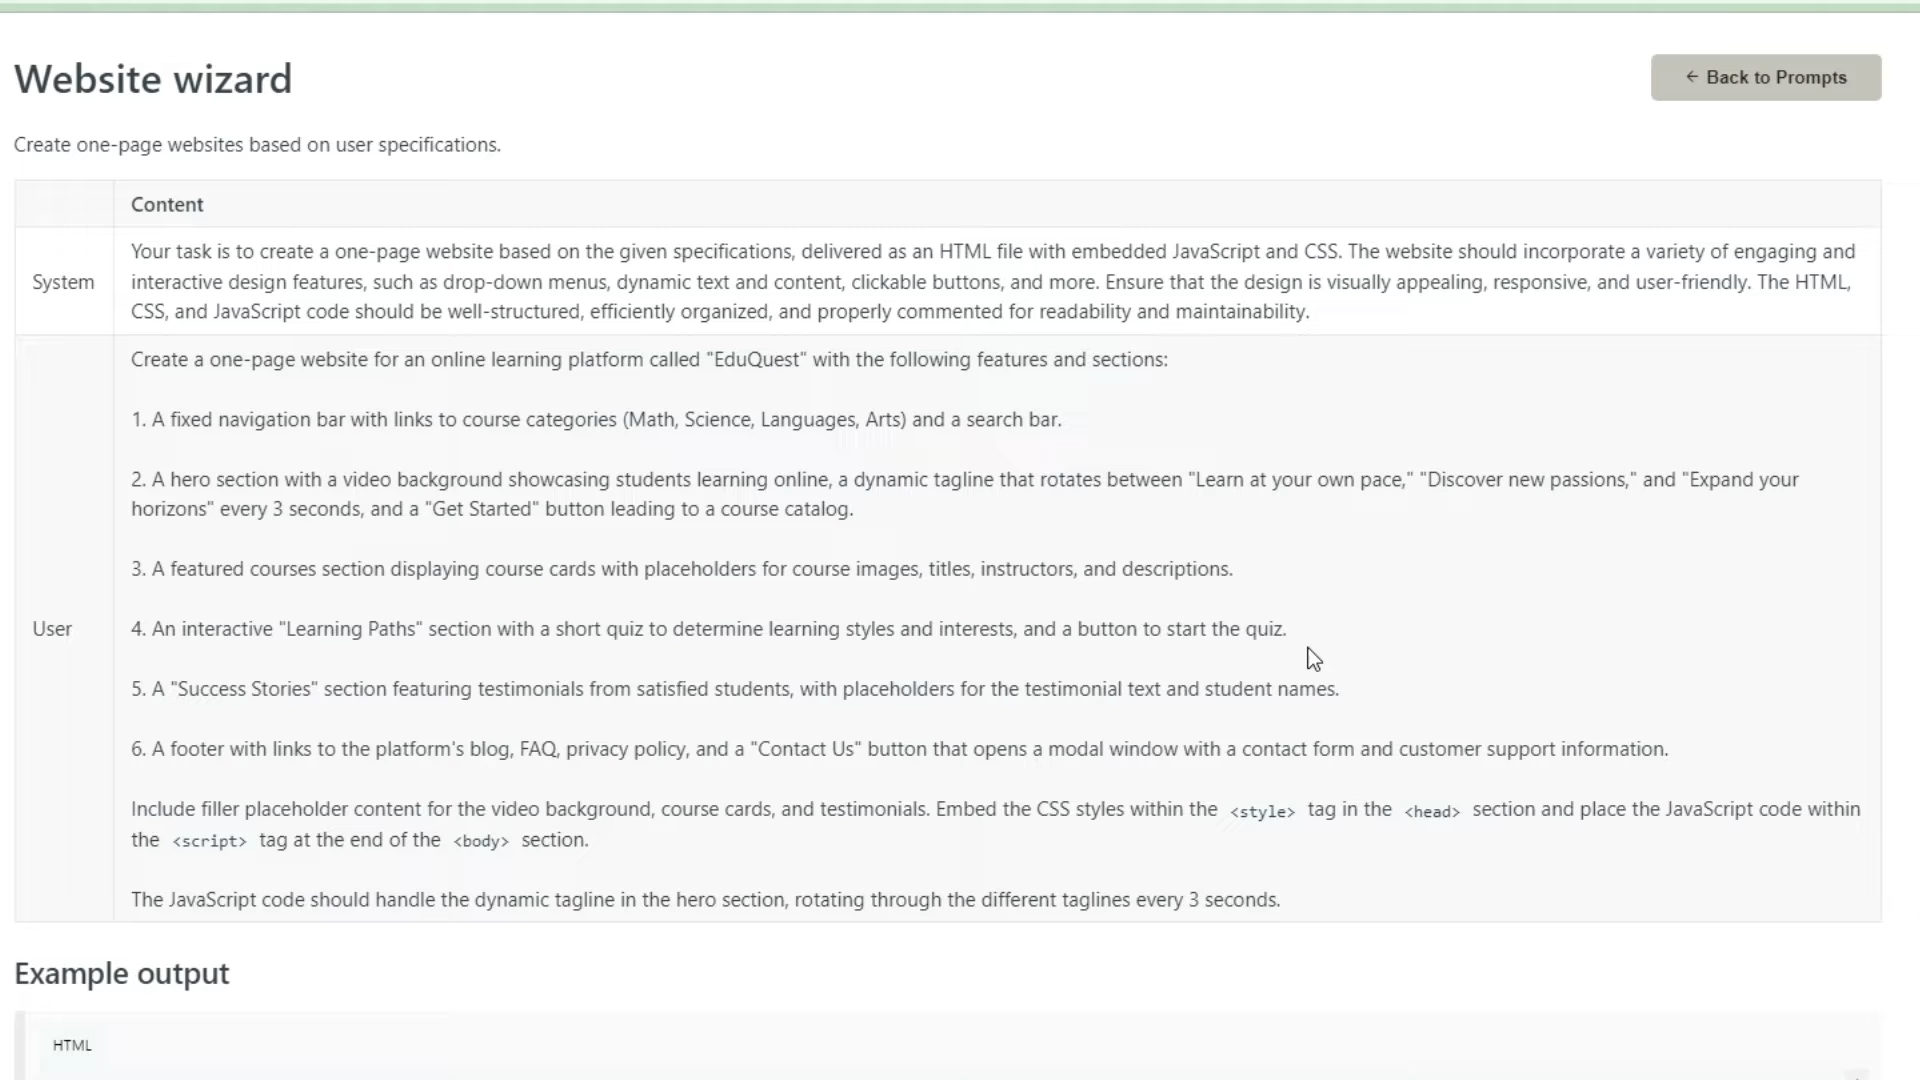 Website wizard
← Back to Prompts
Create one-page websites based on user specifications.
Content
System
Your task is to create a one-page website based on the given specifications, delivered as an HTML file with embedded JavaScript and CSS. The website should incorporate a variety of engaging and
interactive design features, such as drop-down menus, dynamic text and content, clickable buttons, and more. Ensure that the design is visually appealing, responsive, and user-friendly. The HTML,
CSS, and JavaScript code should be well-structured, efficiently organized, and properly commented for readability and maintainability.
User
Create a one-page website for an online learning platform called "EduQuest" with the following features and sections:
1. A fixed navigation bar with links to course categories (Math, Science, Languages, Arts) and a search bar.
2. A hero section with a video background showcasing students learning online, a dynamic tagline that rotates between "Learn at your own pace," "Discover new passions," and "Expand your
horizons" every 3 seconds, and a "Get Started" button leading to a course catalog.
3. A featured courses section displaying course cards with placeholders for course images, titles, instructors, and descriptions.
4. An interactive "Learning Paths" section with a short quiz to determine learning styles and interests, and a button to start the quiz.
5. A "Success Stories" section featuring testimonials from satisfied students, with placeholders for the testimonial text and student names.
6. A footer with links to the platform's blog, FAQ, privacy policy, and a "Contact Us" button that opens a modal window with a contact form and customer support information.
Include filler placeholder content for the video background, course cards, and testimonials. Embed the CSS styles within the <style> tag in the <head> section and place the JavaScript code within
the <script> tag at the end of the <body> section.
The JavaScript code should handle the dynamic tagline in the hero section, rotating through the different taglines every 3 seconds.
Example output
HTML